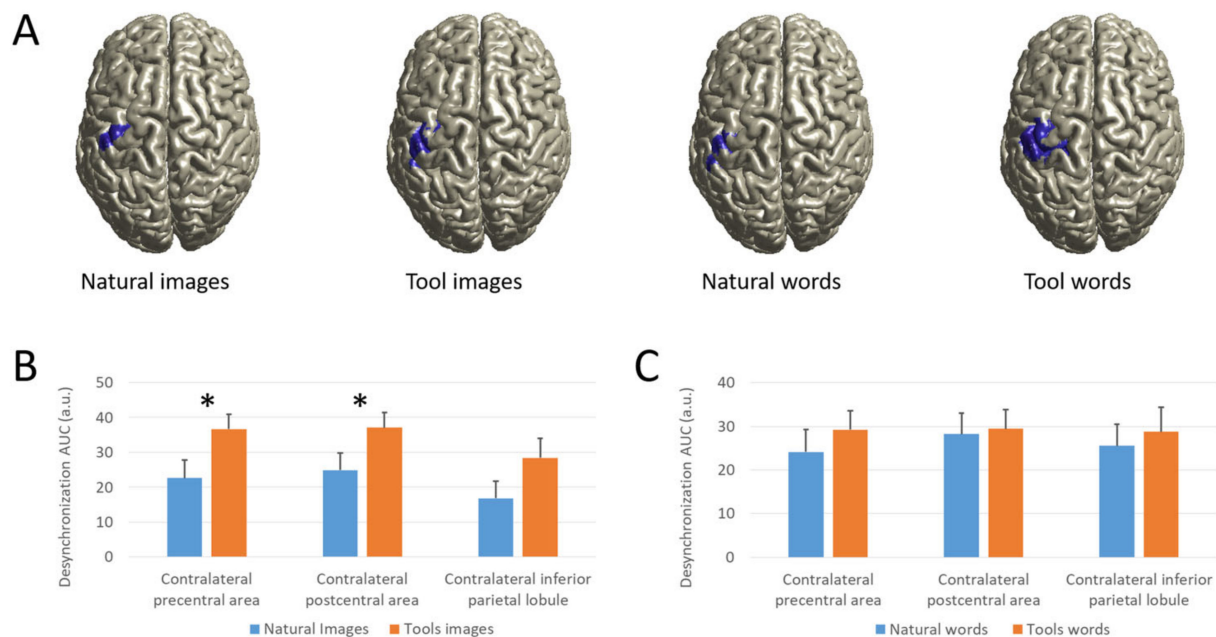 A
Natural images
Tool images
Natural words
Tool words
B
Desynchronization AUC (a.u.)
50
40
30
20
10
0
*
*
Contralateral
precentral area
Contralateral
postcentral area
Contralateral inferior
parietal lobule
Natural Images
Tools images
C
Desynchronization AUC (a.u.)
40
30
20
10
0
Contralateral
precentral area
Contralateral
postcentral area
Contralateral inferior
parietal lobule
Natural words
Tools words